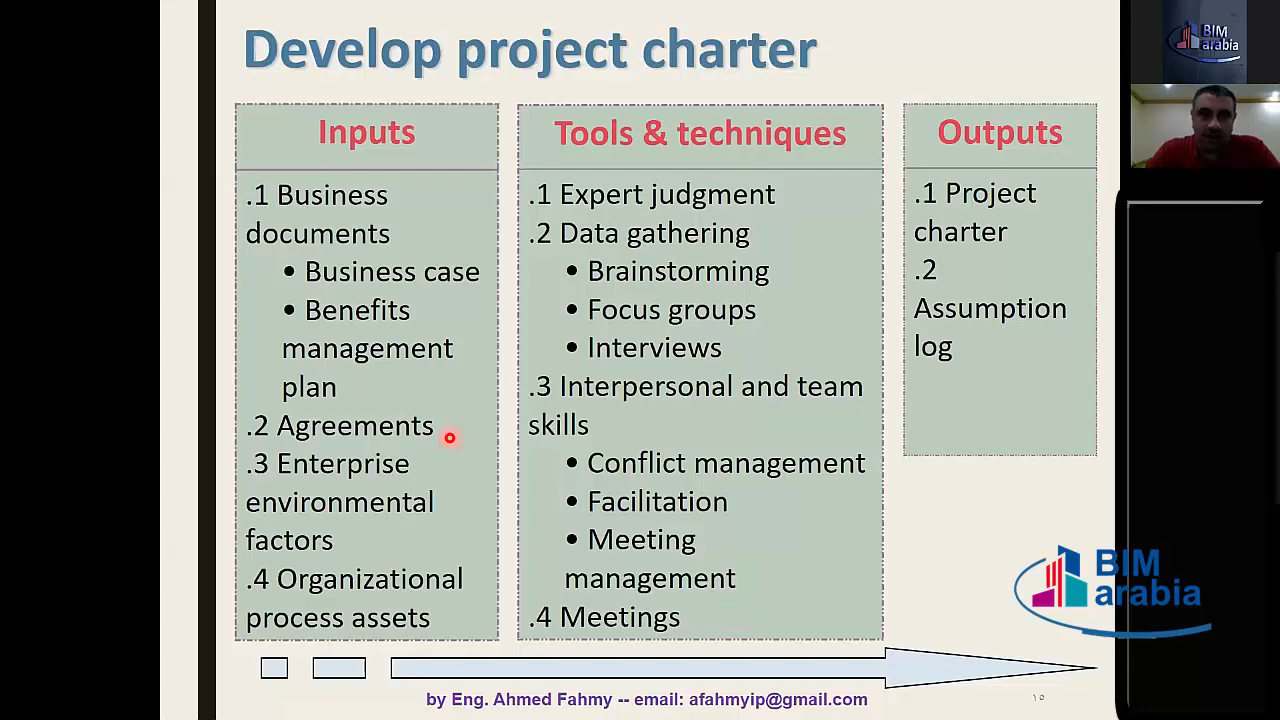 Develop project charter
Inputs
.1 Business
documents
• Business case
• Benefits
management
plan
.2 Agreements
.3 Enterprise
environmental
factors
.4 Organizational
process assets
Tools & techniques
.1 Expert judgment
.2 Data gathering
• Brainstorming
• Focus groups
• Interviews
.3 Interpersonal and team
skills
• Conflict management
• Facilitation
• Meeting
management
.4 Meetings
Outputs
.1 Project
charter
.2
Assumption
log
BIM
arabia
BIM
arabia
by Eng. Ahmed Fahmy -- email: afahmyip@gmail.com
١٥